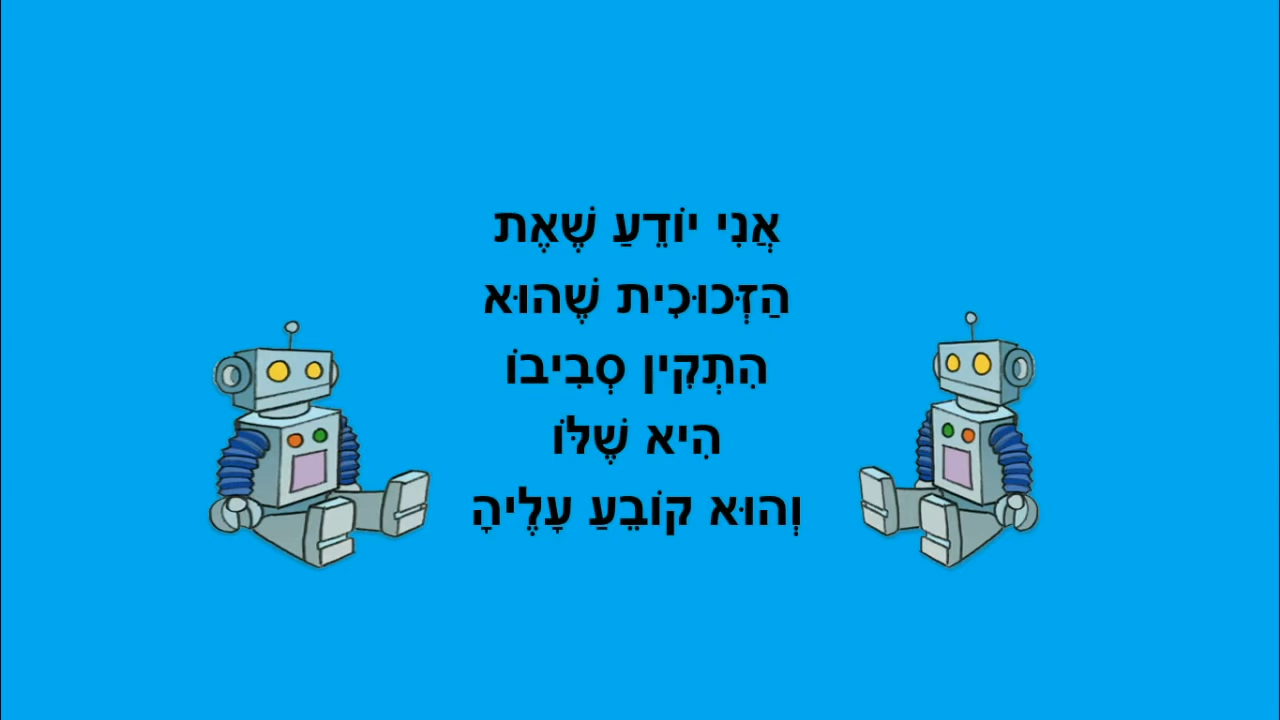 אֲנִי יוֹדֵעַ שֶׁאֶת
הַזְּכוּכִית שֶׁהוּא
הִתְקִין סְבִיבוֹ
הִיא שֶׁלּוֹ
וְהוּא קוֹבֵעַ עָלֶיהָ